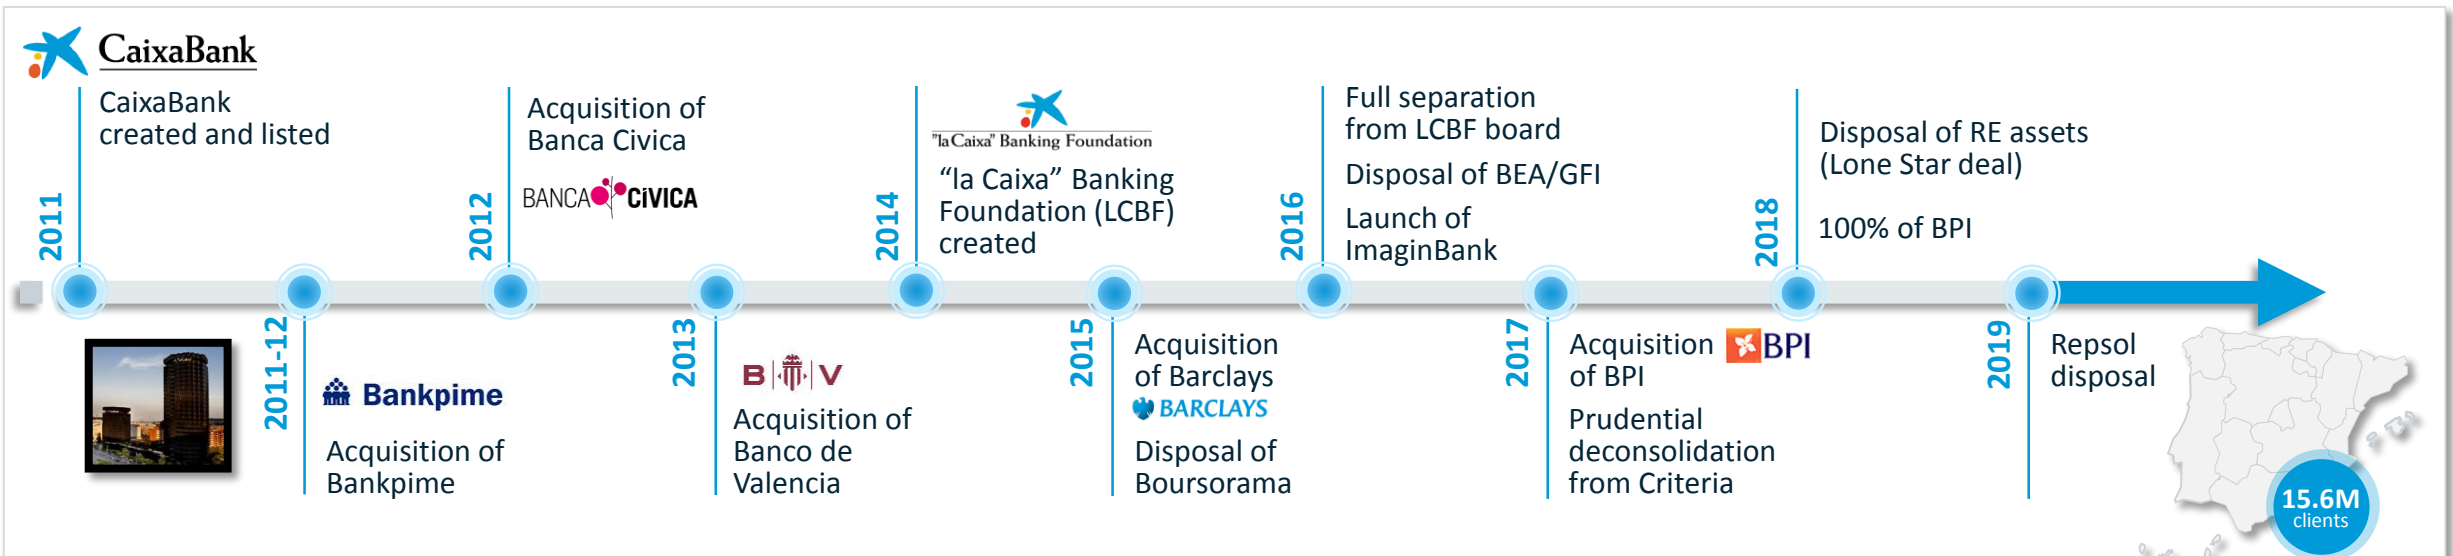 CaixaBank
2011
CaixaBank
created and listed
2011-12
Bankpime
Acquisition of
Bankpime
2012
Acquisition of
Banca Civica
BANCA CÍVICA
2013
B V
Acquisition of
Banco de
Valencia
2014
"la Caixa" Banking Foundation
“la Caixa” Banking
Foundation (LCBF)
created
2015
Acquisition
of Barclays
BARCLAYS
Disposal of
Boursorama
2016
Full separation
from LCBF board
Disposal of BEA/GFI
Launch of
ImaginBank
2017
Acquisition
of BPI
BPI
Prudential
deconsolidation
from Criteria
2018
Disposal of RE assets
(Lone Star deal)
100% of BPI
2019
Repsol
disposal
15.6M
clients